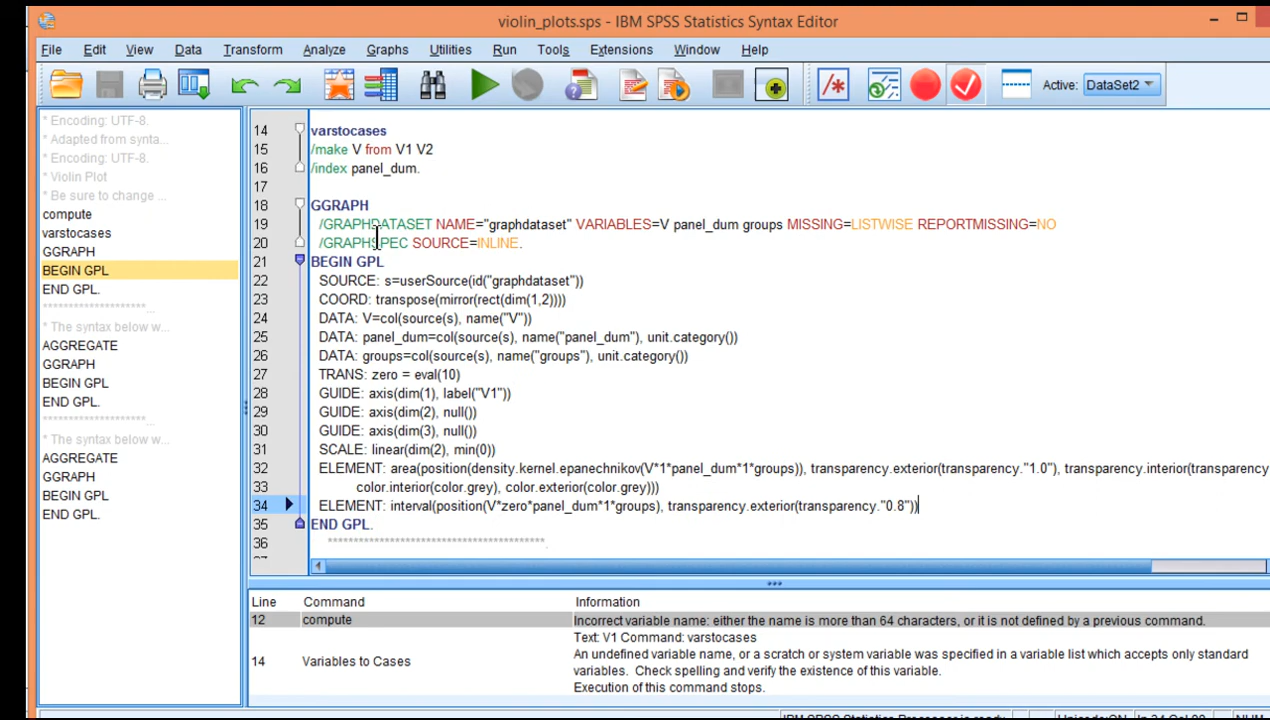 violin_plots.sps - IBM SPSS Statistics Syntax Editor
File Edit View Data Transform Analyze Graphs Utilities Run Tools Extensions Window Help
Active: DataSet2
* Encoding: UTF-8.
* Adapted from synta...
* Encoding: UTF-8.
* Violin Plot
* Be sure to change ...
compute
varstocases
GGRAPH
BEGIN GPL
END GPL.
********************...
* The syntax below w...
AGGREGATE
GGRAPH
BEGIN GPL
END GPL.
********************...
* The syntax below w...
AGGREGATE
GGRAPH
BEGIN GPL
END GPL.
14 varstocases
15 /make V from V1 V2
16 /index panel_dum.
17
18 GGRAPH
19 /GRAPHDATASET NAME="graphdataset" VARIABLES=V panel_dum groups MISSING=LISTWISE REPORTMISSING=NO
20 /GRAPHSPEC SOURCE=INLINE.
21 BEGIN GPL
22 SOURCE: s=userSource(id("graphdataset"))
23 COORD: transpose(mirror(rect(dim(1,2))))
24 DATA: V=col(source(s), name("V"))
25 DATA: panel_dum=col(source(s), name("panel_dum"), unit.category())
26 DATA: groups=col(source(s), name("groups"), unit.category())
27 TRANS: zero = eval(10)
28 GUIDE: axis(dim(1), label("V1"))
29 GUIDE: axis(dim(2), null())
30 GUIDE: axis(dim(3), null())
31 SCALE: linear(dim(2), min(0))
32 ELEMENT: area(position(density.kernel.epanechnikov(V*1*panel_dum*1*groups)), transparency.exterior(transparency."1.0"), transparency.interior(transparency
33 color.interior(color.grey), color.exterior(color.grey)))
34 ELEMENT: interval(position(V*zero*panel_dum*1*groups), transparency.exterior(transparency."0.8"))
35 END GPL.
36 ******************************************.
Line Command Information
12 compute Incorrect variable name: either the name is more than 64 characters, or it is not defined by a previous command.
Text: V1 Command: varstocases
14 Variables to Cases An undefined variable name, or a scratch or system variable was specified in a variable list which accepts only standard
variables. Check spelling and verify the existence of this variable.
Execution of this command stops.